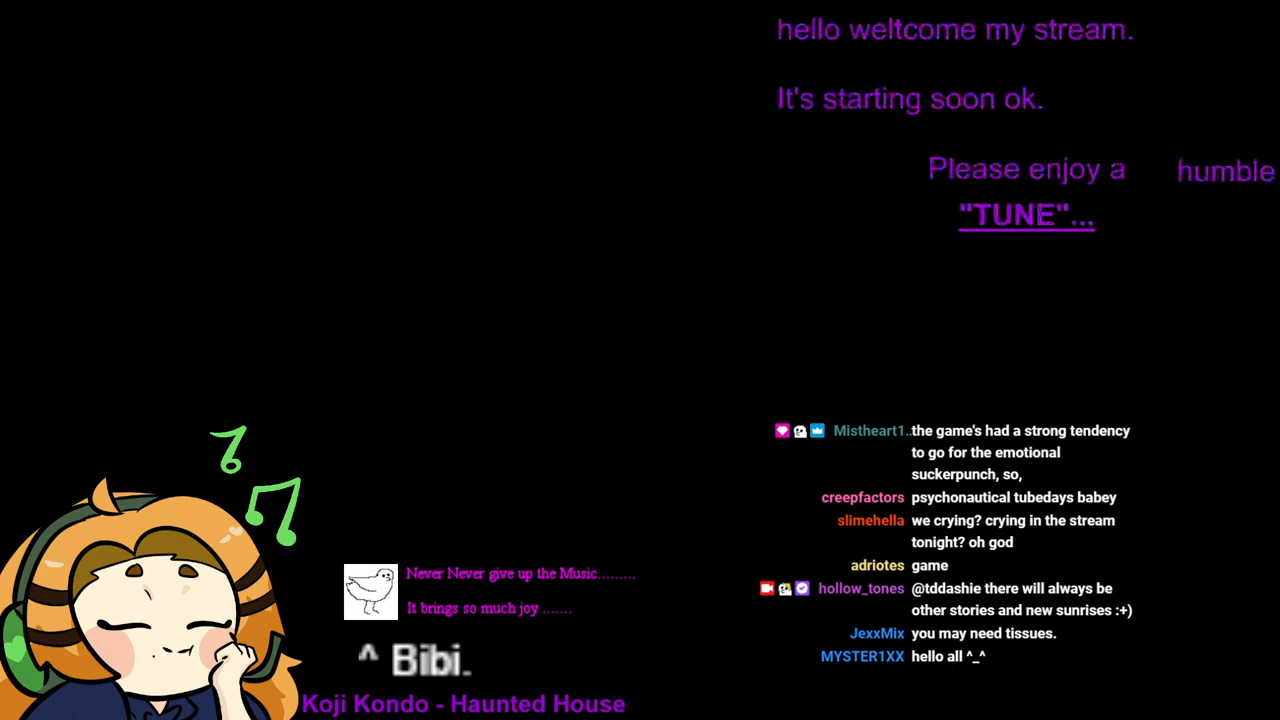 hello weltcome my stream.
It's starting soon ok.
Please enjoy a humble
"TUNE"...
Mistheart1.. the game's had a strong tendency
to go for the emotional
suckerpunch, so,
creepfactors psychonautical tubedays babey
slimehella we crying? crying in the stream
tonight? oh god
adriotes game
hollow_tones @tddashie there will always be
other stories and new sunrises :+)
JexxMix you may need tissues.
MYSTER1XX hello all ^_^
Never Never give up the Music.........
It brings so much joy .......
^ Bibi.
Koji Kondo - Haunted House